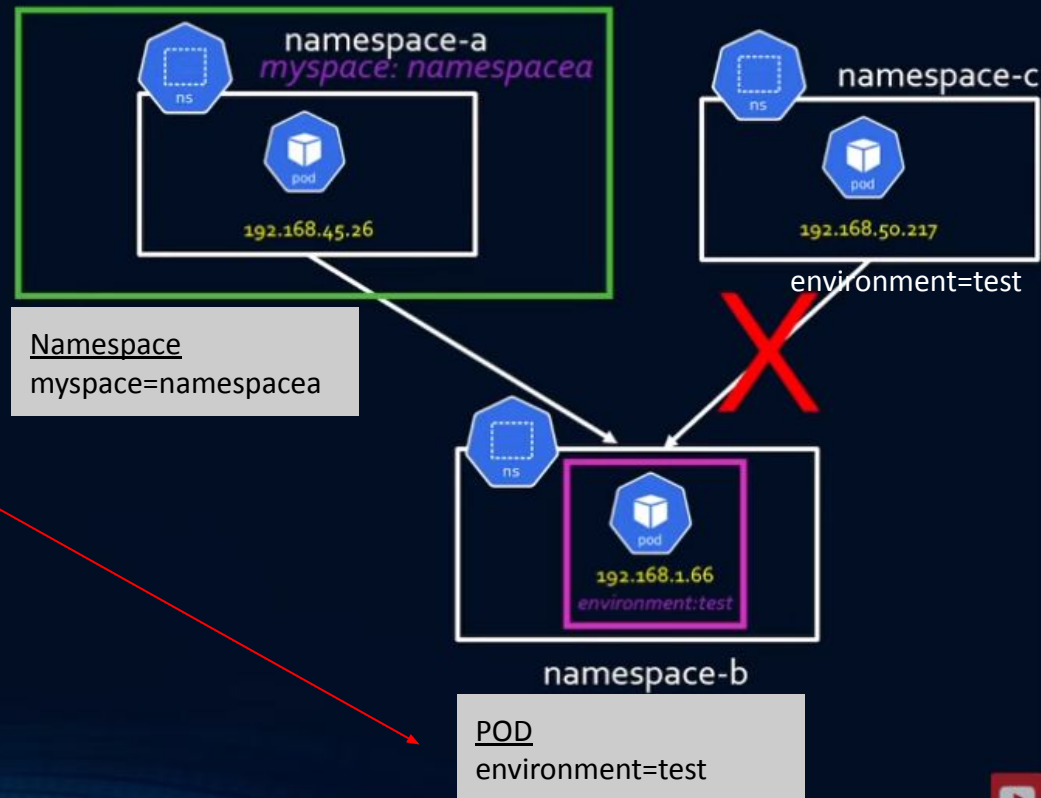 namespace-a
myspace: namespacea
ns
pod
192.168.45.26
namespace-c
ns
pod
192.168.50.217
environment=test
Namespace
myspace=namespacea
ns
pod
192.168.1.66
environment:test
namespace-b
POD
environment=test